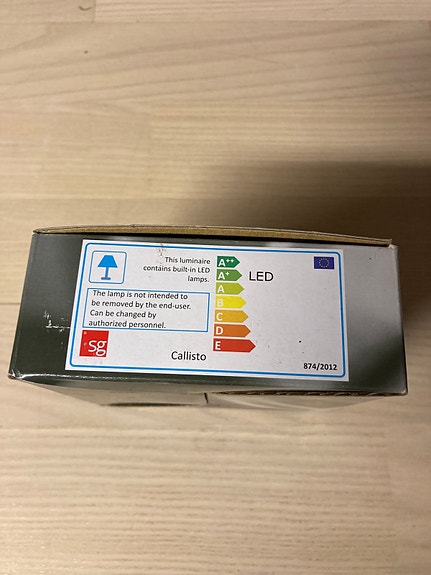 This luminaire
contains built-in LED
lamps.
The lamp is not intended to
be removed by the end-user.
Can be changed by
authorized personnel.
sg
Callisto
A++
A+
A
B
C
D
E
LED
874/2012